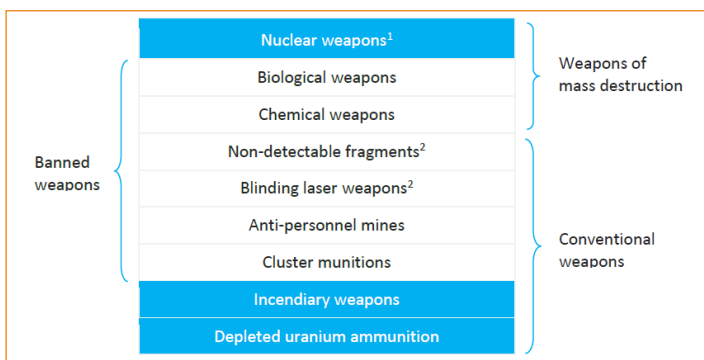 Nuclear weapons¹
Biological weapons
Chemical weapons
Non-detectable fragments²
Blinding laser weapons²
Anti-personnel mines
Cluster munitions
Incendiary weapons
Depleted uranium ammunition
Banned
weapons
Weapons of
mass destruction
Conventional
weapons